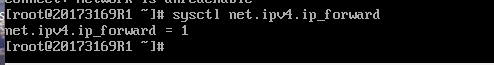 connect: Network is unreachable
[root@20173169R1 ~]# sysctl net.ipv4.ip_forward
net.ipv4.ip_forward = 1
[root@20173169R1 ~]#